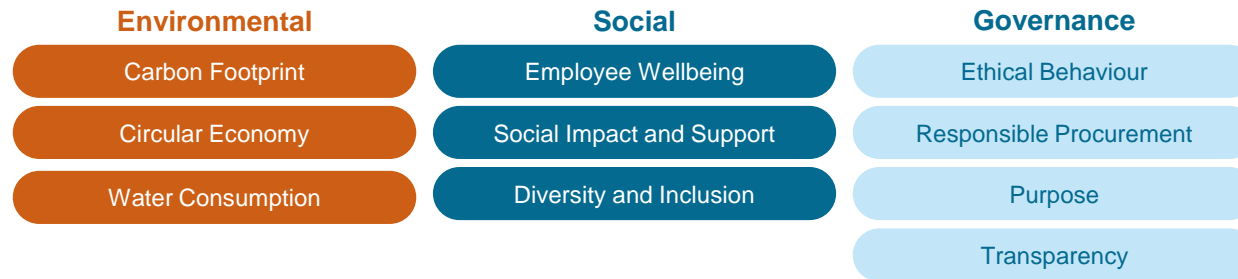 Environmental
Carbon Footprint
Circular Economy
Water Consumption
Social
Employee Wellbeing
Social Impact and Support
Diversity and Inclusion
Governance
Ethical Behaviour
Responsible Procurement
Purpose
Transparency